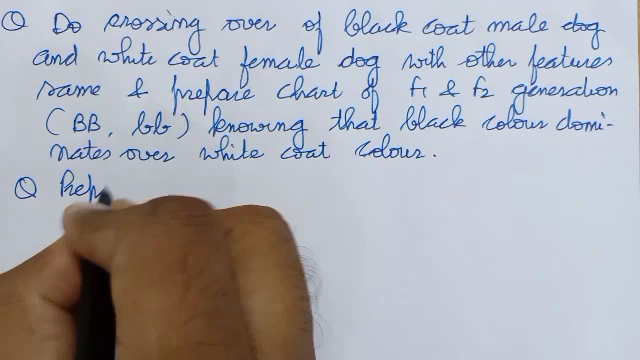 Q Do crossing over of black coat male dog
and white coat female dog with other features
same & prepare chart of f1 & f2 generation
(BB, bb) knowing that black colour domi-
nates over white coat colour.
Q Prep